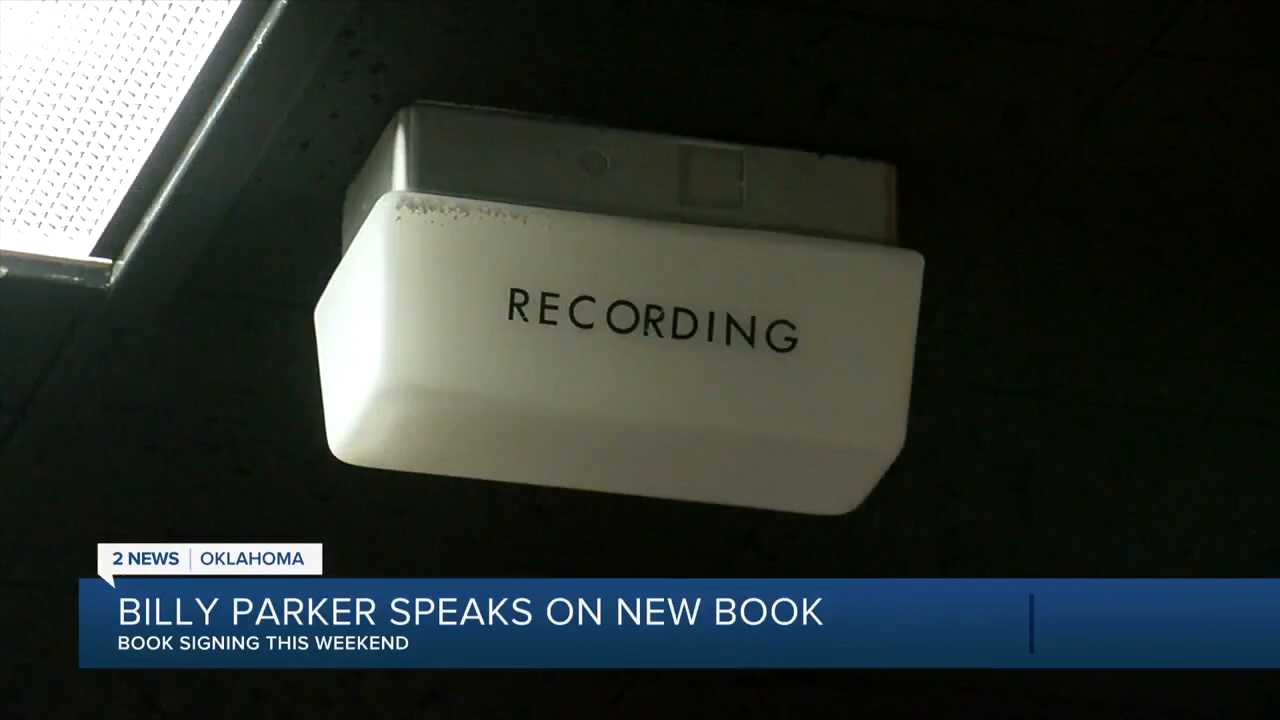 RECORDING
2 NEWS | OKLAHOMA
BILLY PARKER SPEAKS ON NEW BOOK
BOOK SIGNING THIS WEEKEND